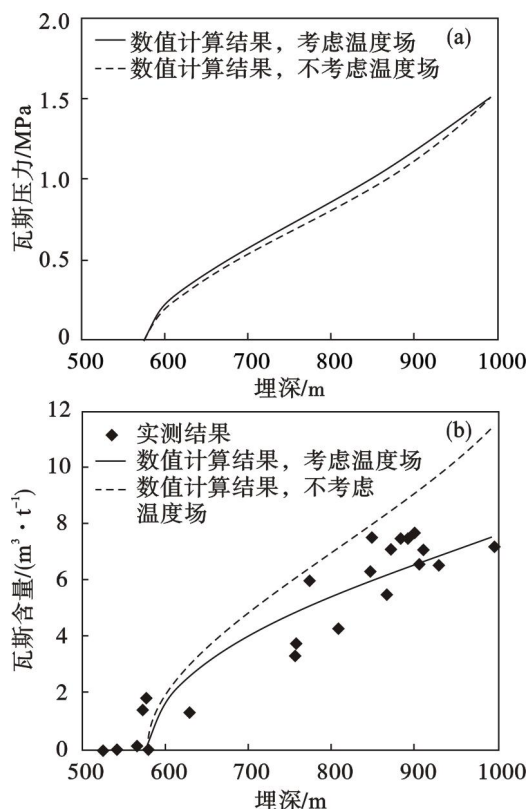 2.0
数值计算结果，考虑温度场
(a)
数值计算结果，不考虑温度场
1.5
1.0
0.5
0
瓦斯压力/MPa
500 600 700 800 900 1000
埋深/m
12
实测结果
(b)
数值计算结果，考虑温度场
10
数值计算结果，不考虑
温度场
8
6
4
2
0
瓦斯含量/(m³·t⁻¹)
500 600 700 800 900 1000
埋深/m